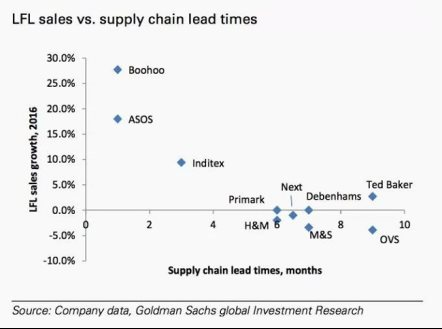 LFL sales vs. supply chain lead times
LFL sales growth, 2016
30.0%
25.0%
20.0%
15.0%
10.0%
5.0%
0.0%
-5.0%
-10.0%
Boohoo
ASOS
Inditex
Primark
Next
Debenhams
Ted Baker
H&M
M&S
OVS
0
2
4
6
8
10
Supply chain lead times, months
Source: Company data, Goldman Sachs global Investment Research